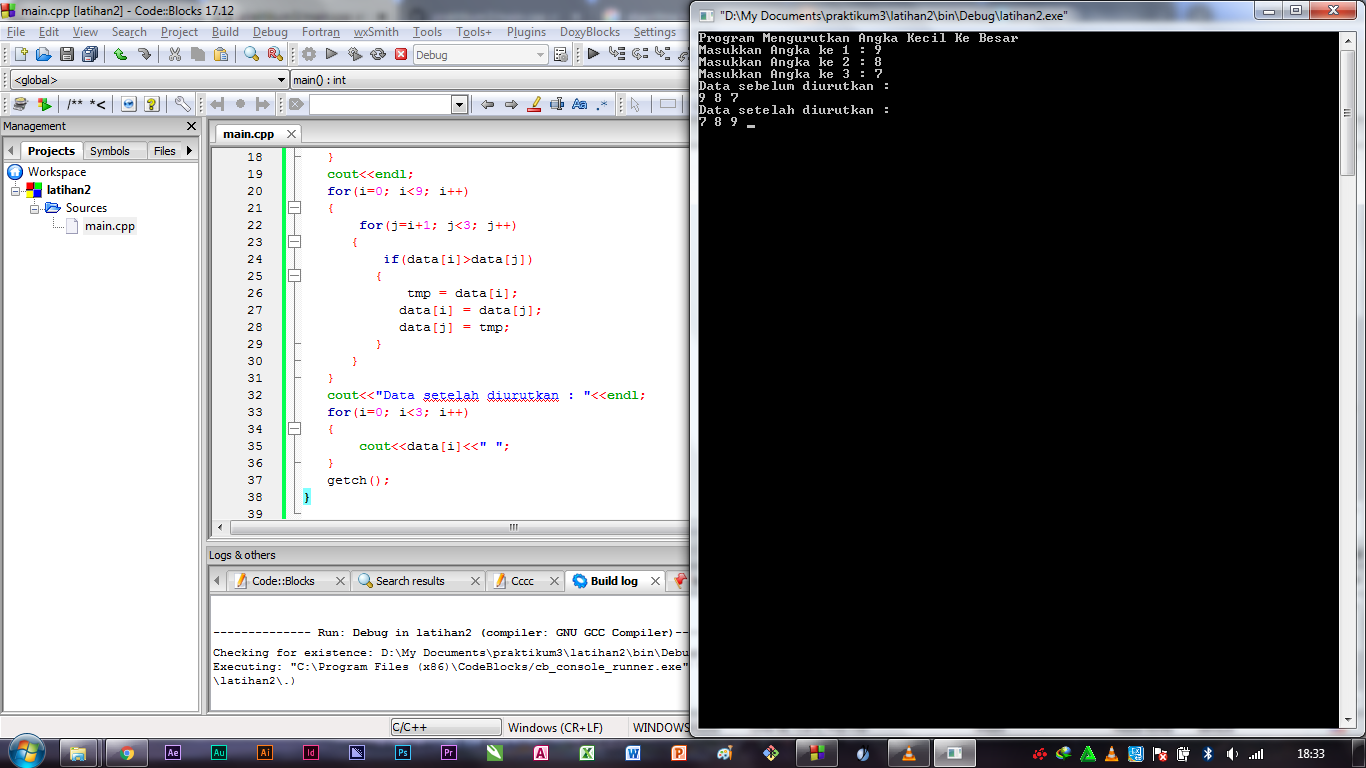 main.cpp [latihan2] - Code::Blocks 17.12
File Edit View Search Project Build Debug Fortran wxSmith Tools Tools+ Plugins DoxyBlocks Settings
Debug
<global> main() : int
/** *<
Aa .*
Management
Projects Symbols Files
Workspace
latihan2
Sources
main.cpp
main.cpp
18 }
19 cout<<endl;
20 for(i=0; i<9; i++)
21 {
22 for(j=i+1; j<3; j++)
23 {
24 if(data[i]>data[j])
25 {
26 tmp = data[i];
27 data[i] = data[j];
28 data[j] = tmp;
29 }
30 }
31 }
32 cout<<"Data setelah diurutkan : "<<endl;
33 for(i=0; i<3; i++)
34 {
35 cout<<data[i]<<" ";
36 }
37 getch();
38 }
39
Logs & others
Code::Blocks Search results Cccc Build log
-------------- Run: Debug in latihan2 (compiler: GNU GCC Compiler)--
Checking for existence: D:\My Documents\praktikum3\latihan2\bin\Debu
Executing: "C:\Program Files (x86)\CodeBlocks/cb_console_runner.exe"
\latihan2\.)
C/C++ Windows (CR+LF) WINDOWS
"D:\My Documents\praktikum3\latihan2\bin\Debug\latihan2.exe"
Program Mengurutkan Angka Kecil Ke Besar
Masukkan Angka ke 1 : 9
Masukkan Angka ke 2 : 8
Masukkan Angka ke 3 : 7
Data sebelum diurutkan :
9 8 7
Data setelah diurutkan :
7 8 9 _
Ae Au Ai Id Ps Pr A X W P 18:33